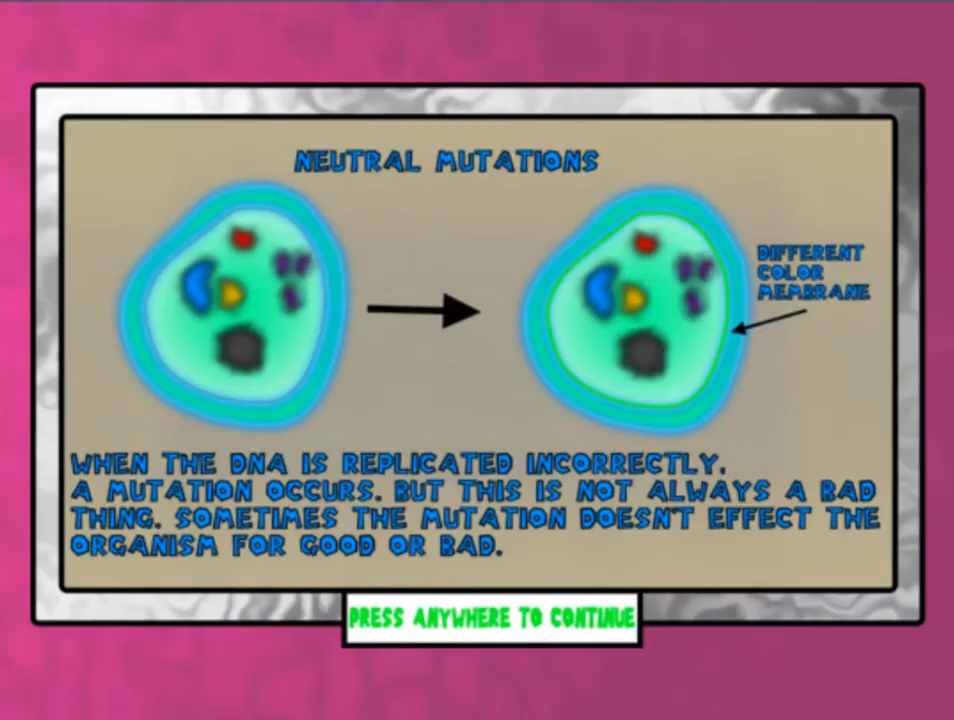 NEUTRAL MUTATIONS
DIFFERENT
COLOR
MEMBRANE
WHEN THE DNA IS REPLICATED INCORRECTLY,
A MUTATION OCCURS. BUT THIS IS NOT ALWAYS A BAD
THING. SOMETIMES THE MUTATION DOESN'T EFFECT THE
ORGANISM FOR GOOD OR BAD.
PRESS ANYWHERE TO CONTINUE